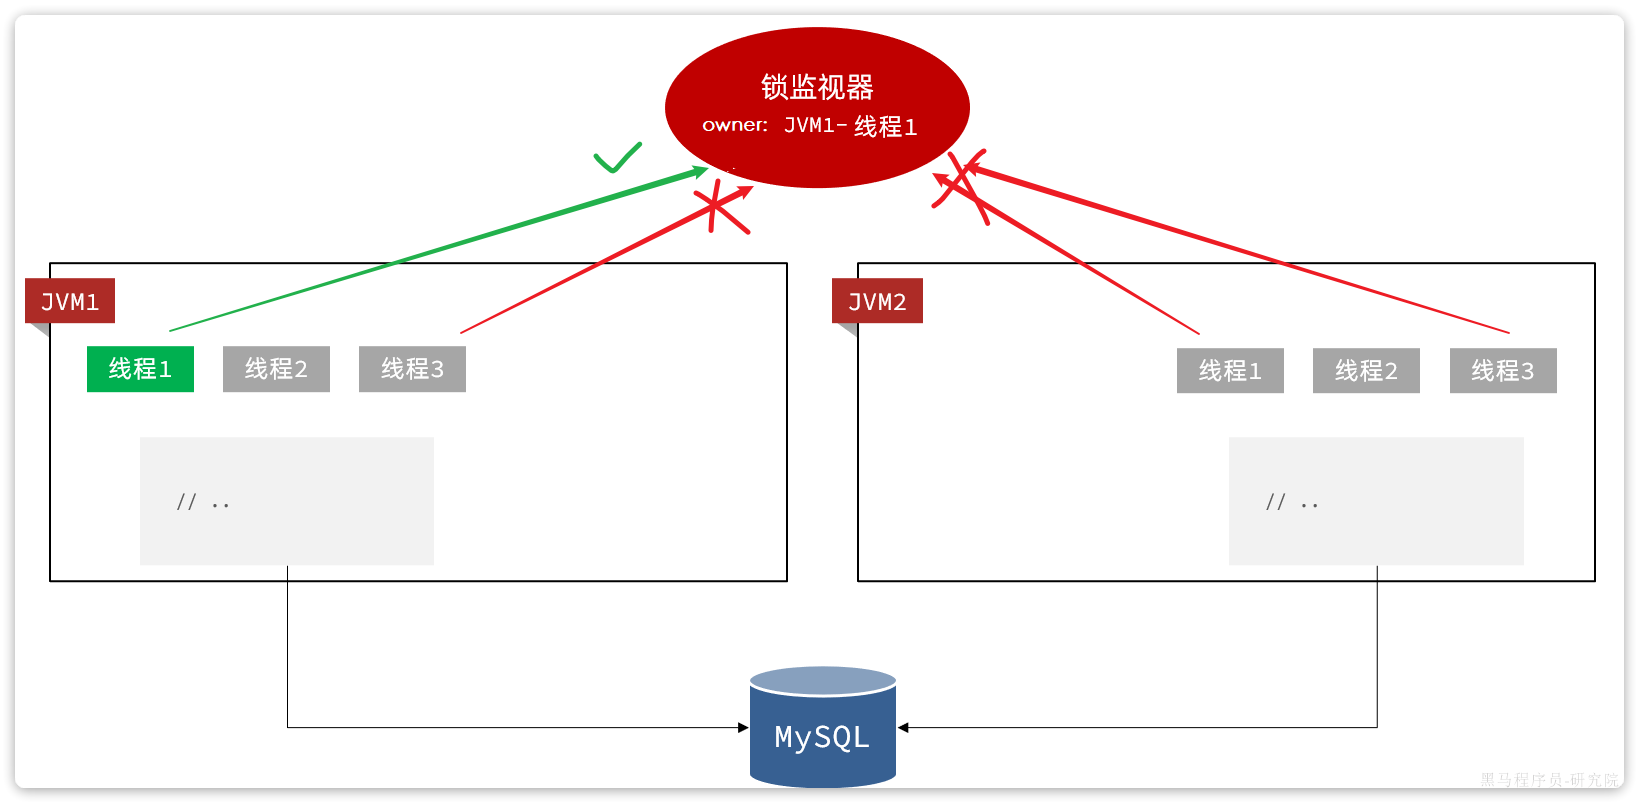 锁监视器
owner: JVM1-线程1
JVM1
线程1 线程2 线程3
// ..
JVM2
线程1 线程2 线程3
// ..
MySQL
黑马程序员-研究院